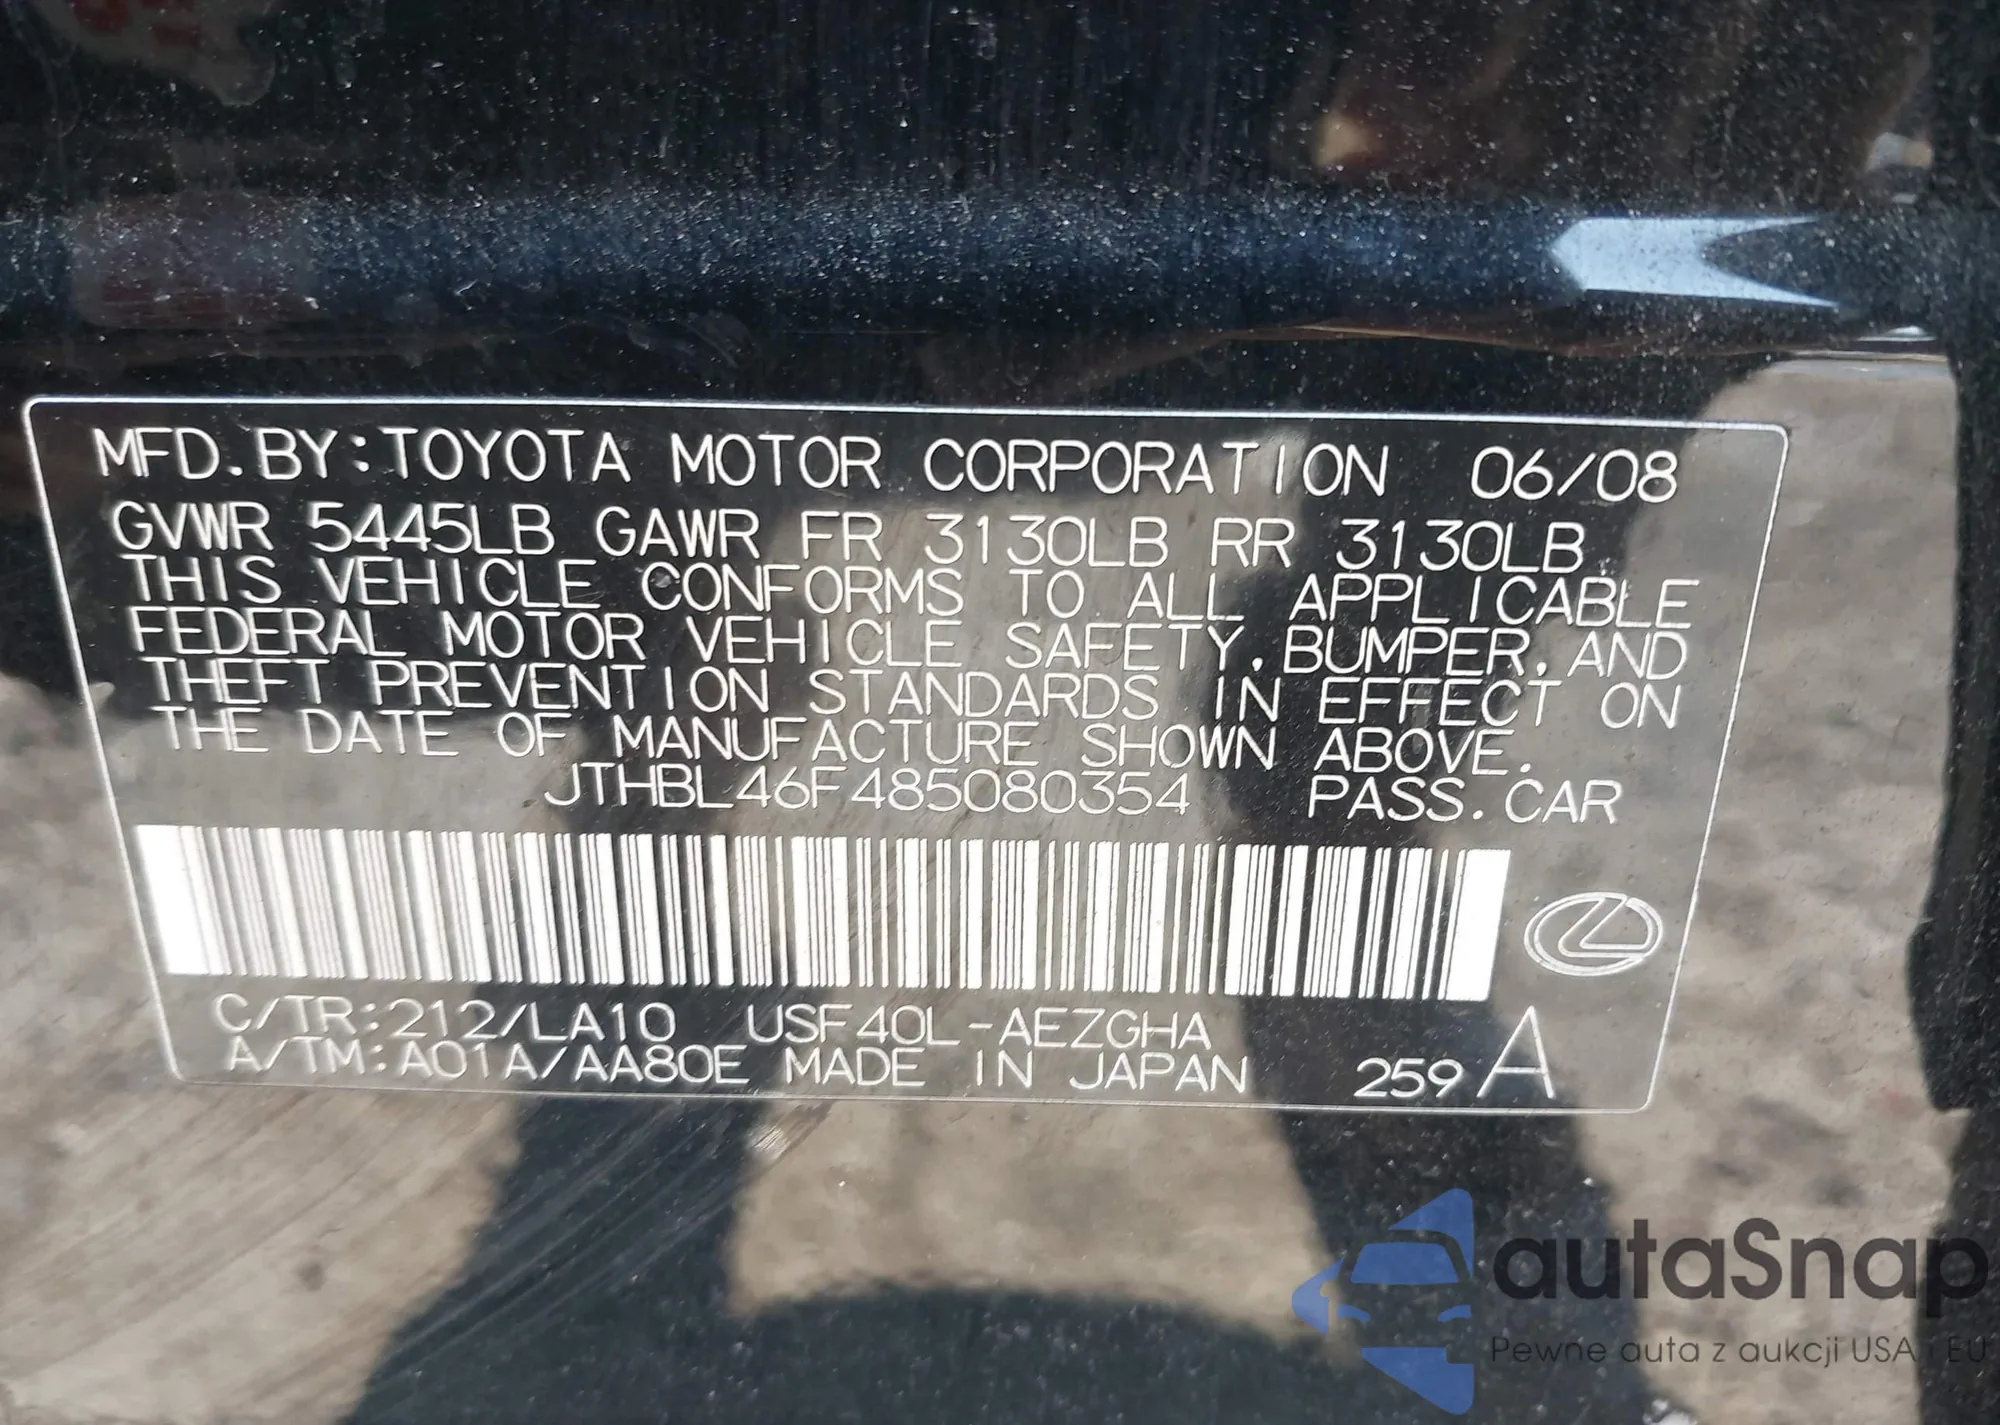 MFD.BY:TOYOTA MOTOR CORPORATION 06/08
GVWR 5445LB GAWR FR 3130LB RR 3130LB
THIS VEHICLE CONFORMS TO ALL APPLICABLE
FEDERAL MOTOR VEHICLE SAFETY,BUMPER,AND
THEFT PREVENTION STANDARDS IN EFFECT ON
THE DATE OF MANUFACTURE SHOWN ABOVE.
JTHBL46F485080354 PASS.CAR
C/TR:212/LA10 USF40L-AEZGHA
A/TM:A01A/AA80E MADE IN JAPAN 259 A
autaSnap
Pewne auta z aukcji USA i EU